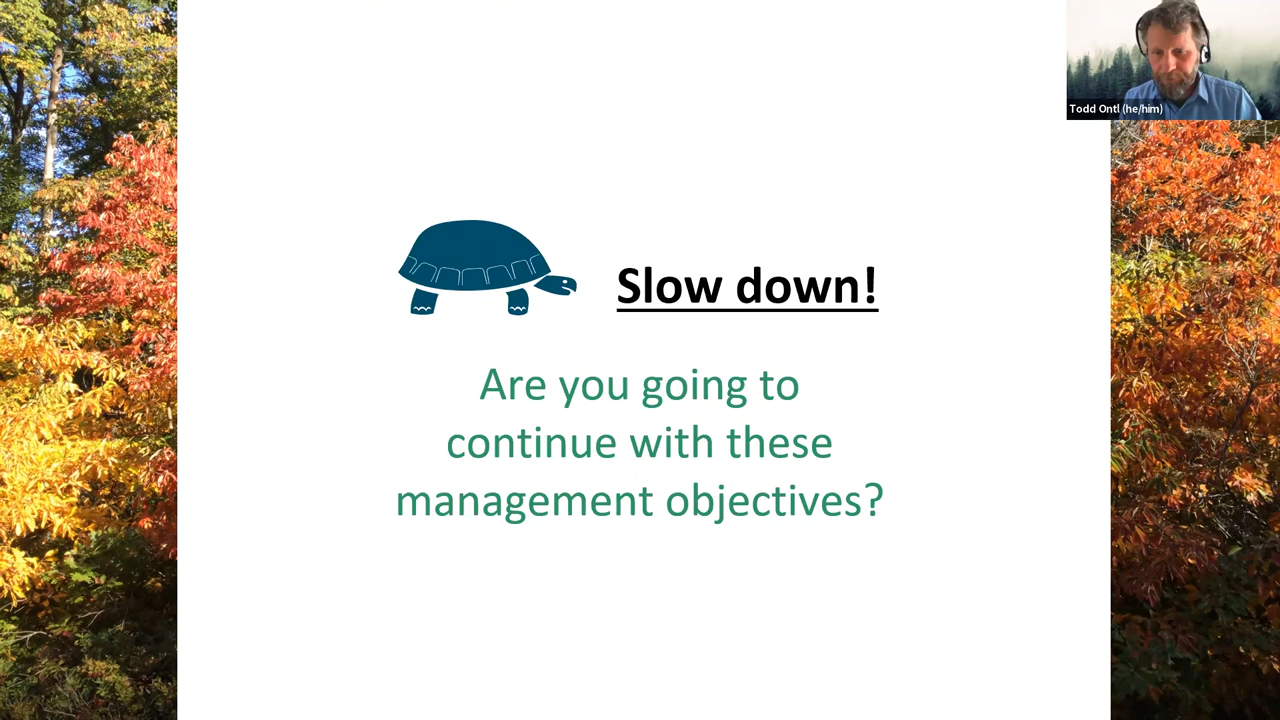 Todd Ontl (he/him)
Slow down!
Are you going to
continue with these
management objectives?